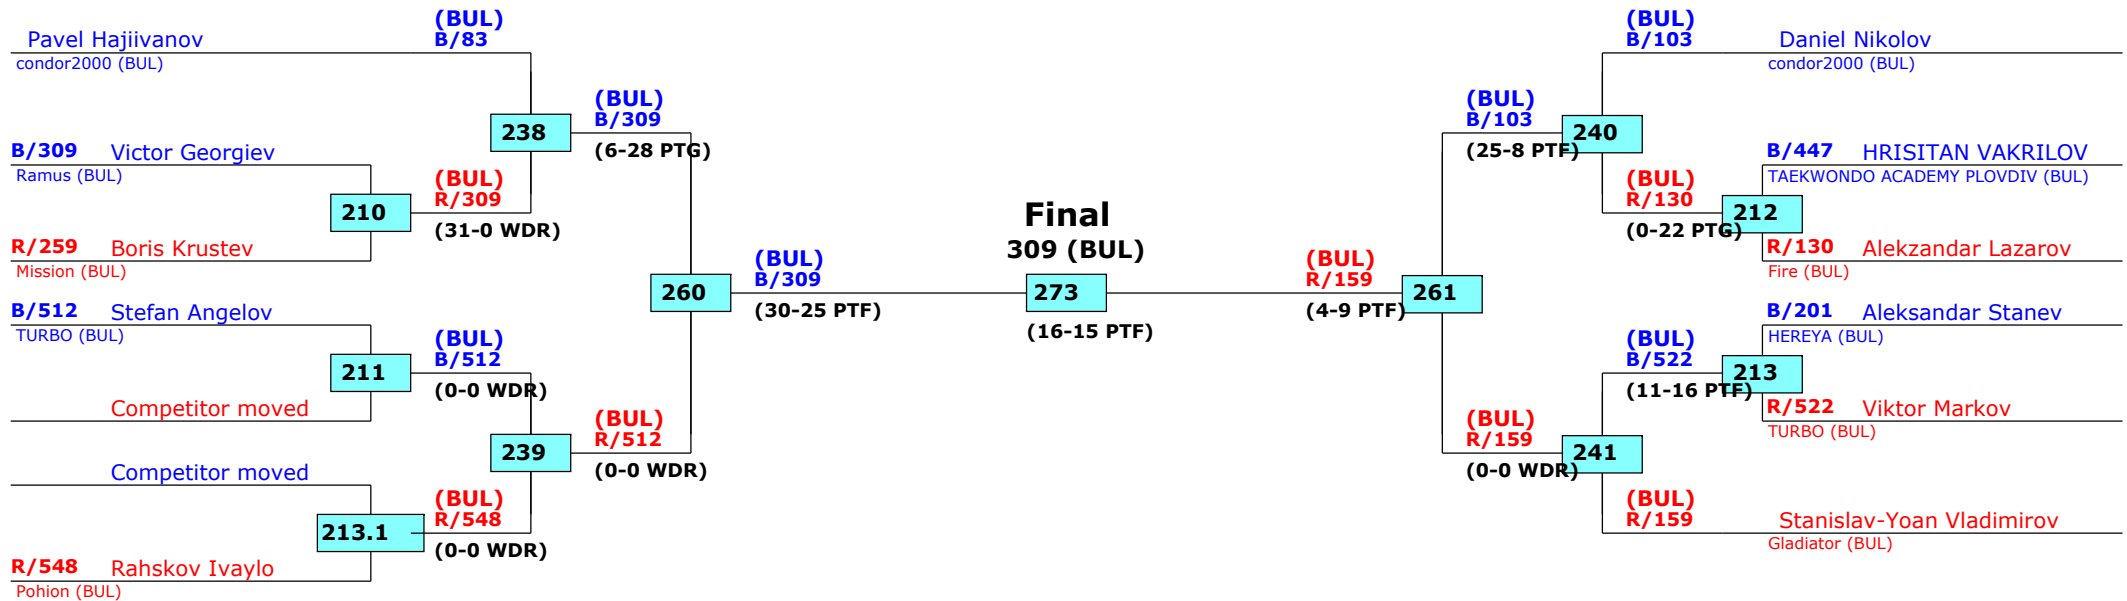 (BUL)
B/83
Pavel Hajiivanov
condor2000 (BUL)
B/309 Victor Georgiev
Ramus (BUL)
210
R/259 Boris Krustev
Mission (BUL)
(BUL)
R/309
(31-0 WDR)
238
(BUL)
B/309
(6-28 PTG)
B/512 Stefan Angelov
TURBO (BUL)
211
Competitor moved
(BUL)
B/512
(0-0 WDR)
239
(BUL)
R/512
(0-0 WDR)
Competitor moved
213.1
(BUL)
R/548
(0-0 WDR)
R/548 Rahskov Ivaylo
Pohion (BUL)
260
(BUL)
B/309
(30-25 PTF)
Final
309 (BUL)
273
(16-15 PTF)
(BUL)
R/159
(4-9 PTF)
261
(BUL)
B/103
(25-8 PTF)
240
(BUL)
B/103
Daniel Nikolov
condor2000 (BUL)
(BUL)
R/130
(0-22 PTG)
212
B/447 HRISITAN VAKRILOV
TAEKWONDO ACADEMY PLOVDIV (BUL)
R/130 Alekzandar Lazarov
Fire (BUL)
B/201 Aleksandar Stanev
HEREYA (BUL)
(BUL)
B/522
(11-16 PTF)
213
R/522 Viktor Markov
TURBO (BUL)
(BUL)
R/159
(0-0 WDR)
241
(BUL)
R/159
Stanislav-Yoan Vladimirov
Gladiator (BUL)